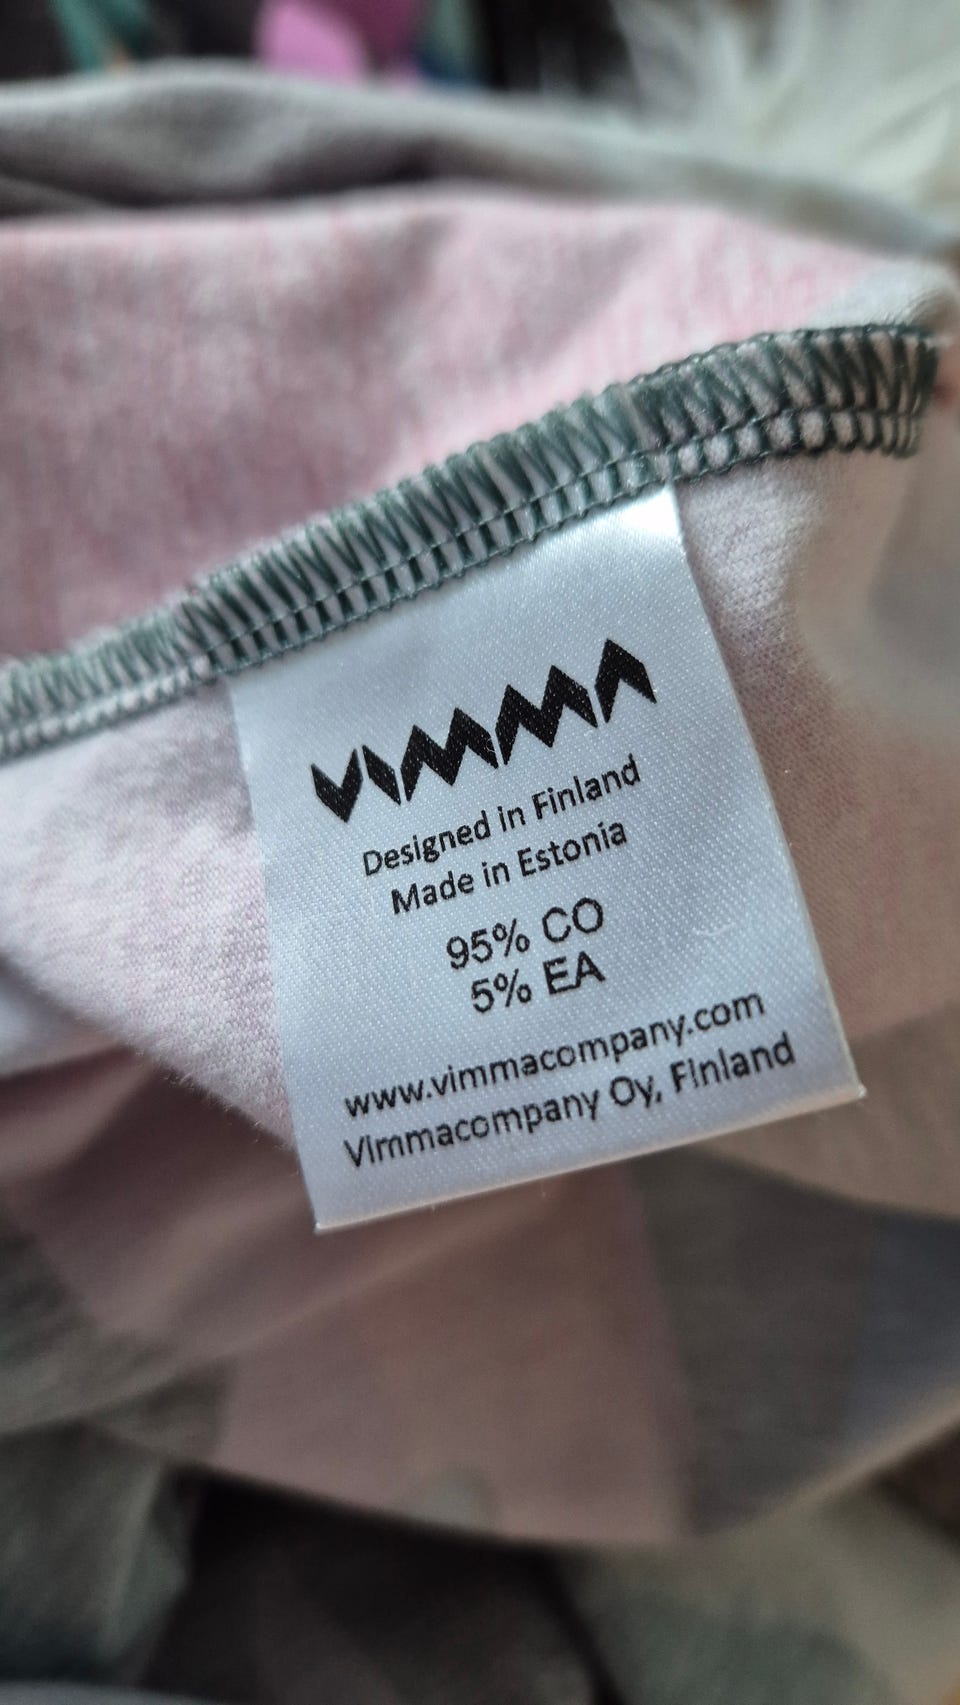 VIMMA
Designed in Finland
Made in Estonia
95% CO
5% EA
www.vimmacompany.com
Vimmacompany Oy, Finland